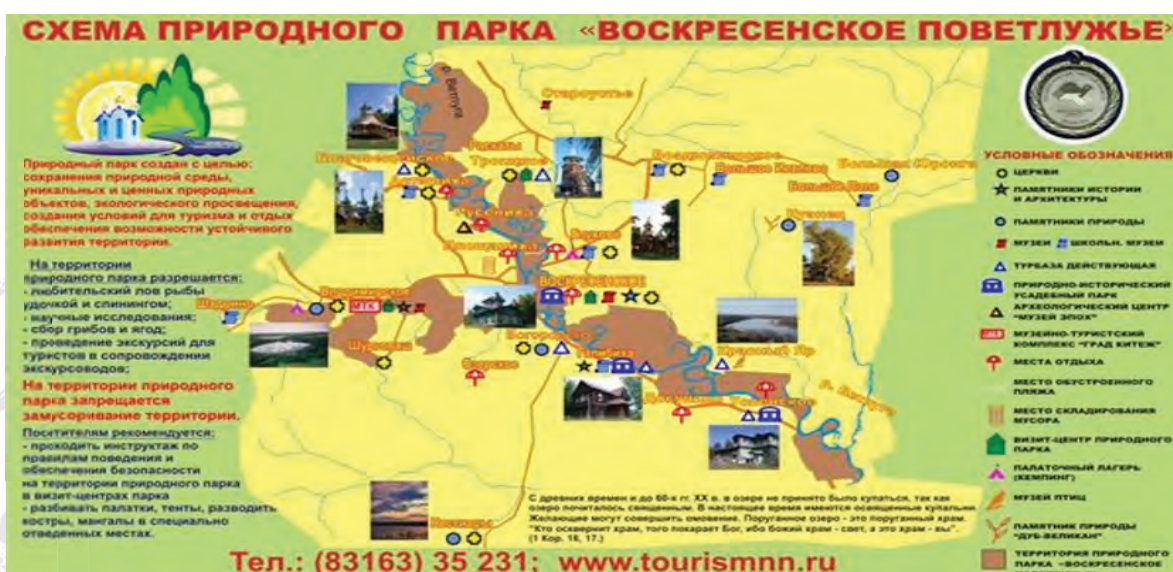 СХЕМА ПРИРОДНОГО ПАРКА «ВОСКРЕСЕНСКОЕ ПОВЕТЛУЖЬЕ»
Природный парк создан с целью:
сохранения природной среды,
уникальных и ценных природных
объектов, экологического просвещения,
создания условий для туризма и отдых
обеспечения возможности устойчивого
развития территории.
На территории
природного парка разрешается:
- любительский лов рыбы
удочкой и спинингом;
- научные исследования;
- сбор грибов и ягод;
- проведение экскурсий для
туристов в сопровождении
экскурсоводов;
На территории природного
парка запрещается
замусоривание территории.
Посетителям рекомендуется:
- проходить инструктаж по
правилам поведения и
обеспечения безопасности
на территории природного парка
в визит-центрах парка
- разбивать палатки, тенты, разводить
костры, мангалы в специально
отведенных местах.
р. Ветлуга
Староустье
Троицкое
Большое Поле
Русениха
ВОСКРЕСЕНСКОЕ
Владимирское
МТК
Шурговаш
Богородское
Красный Яр
р. Ветлуга
УСЛОВНЫЕ ОБОЗНАЧЕНИЯ
ЦЕРКВИ
ПАМЯТНИКИ ИСТОРИИ
И АРХИТЕКТУРЫ
ПАМЯТНИКИ ПРИРОДЫ
МУЗЕИ ШКОЛЬН. МУЗЕИ
ТУРБАЗА ДЕЙСТВУЮЩАЯ
ПРИРОДНО-ИСТОРИЧЕСКИЙ
УСАДЕБНЫЙ ПАРК
АРХЕОЛОГИЧЕСКИЙ ЦЕНТР
"МУЗЕЙ ЭПОХ"
МУЗЕЙНО-ТУРИСТСКИЙ
КОМПЛЕКС "ГРАД КИТЕЖ"
МЕСТА ОТДЫХА
МЕСТО ОБУСТРОЕННОГО
ПЛЯЖА
МЕСТО СКЛАДИРОВАНИЯ
МУСОРА
ВИЗИТ-ЦЕНТР ПРИРОДНОГО
ПАРКА
ПАЛАТОЧНЫЙ ЛАГЕРЬ
(КЕМПИНГ)
МУЗЕЙ ПТИЦ
ПАМЯТНИК ПРИРОДЫ
"ДУБ-ВЕЛИКАН"
ТЕРРИТОРИЯ ПРИРОДНОГО
ПАРКА «ВОСКРЕСЕНСКОЕ
С древних времен и до 60-х гг. XX в. в озере не принято было купаться, так как
озеро почиталось священным. В настоящее время имеются освященные купальни.
Желающие могут совершить омовение. Поруганное озеро - это поруганный храм.
"Кто осквернит храм, того покарает Бог, ибо божий храм - свят, а это храм - вы".
(1 Кор. 16, 17.)
Тел.: (83163) 35 231; www.tourismnn.ru